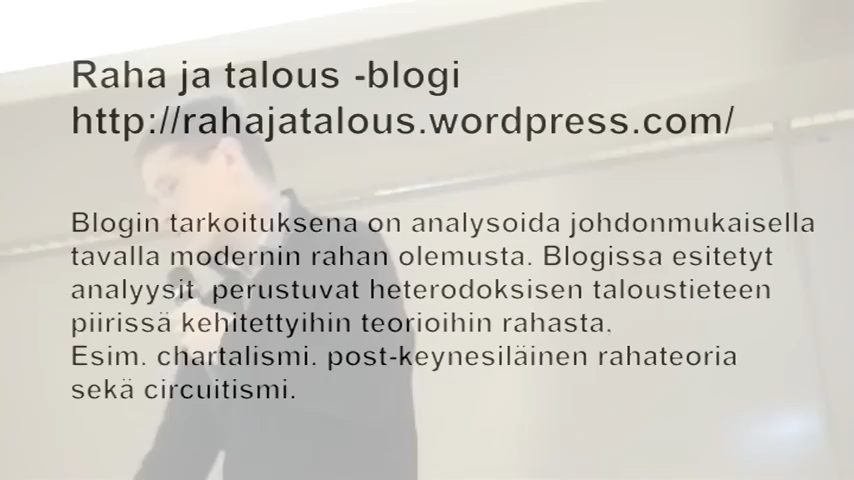 Raha ja talous -blogi
http://rahajatalous.wordpress.com/
Blogin tarkoituksena on analysoida johdonmukaisella
tavalla modernin rahan olemusta. Blogissa esitetyt
analyysit perustuvat heterodoksisen taloustieteen
piirissä kehitettyihin teorioihin rahasta.
Esim. chartalismi. post-keynesiläinen rahateoria
sekä circuitismi.